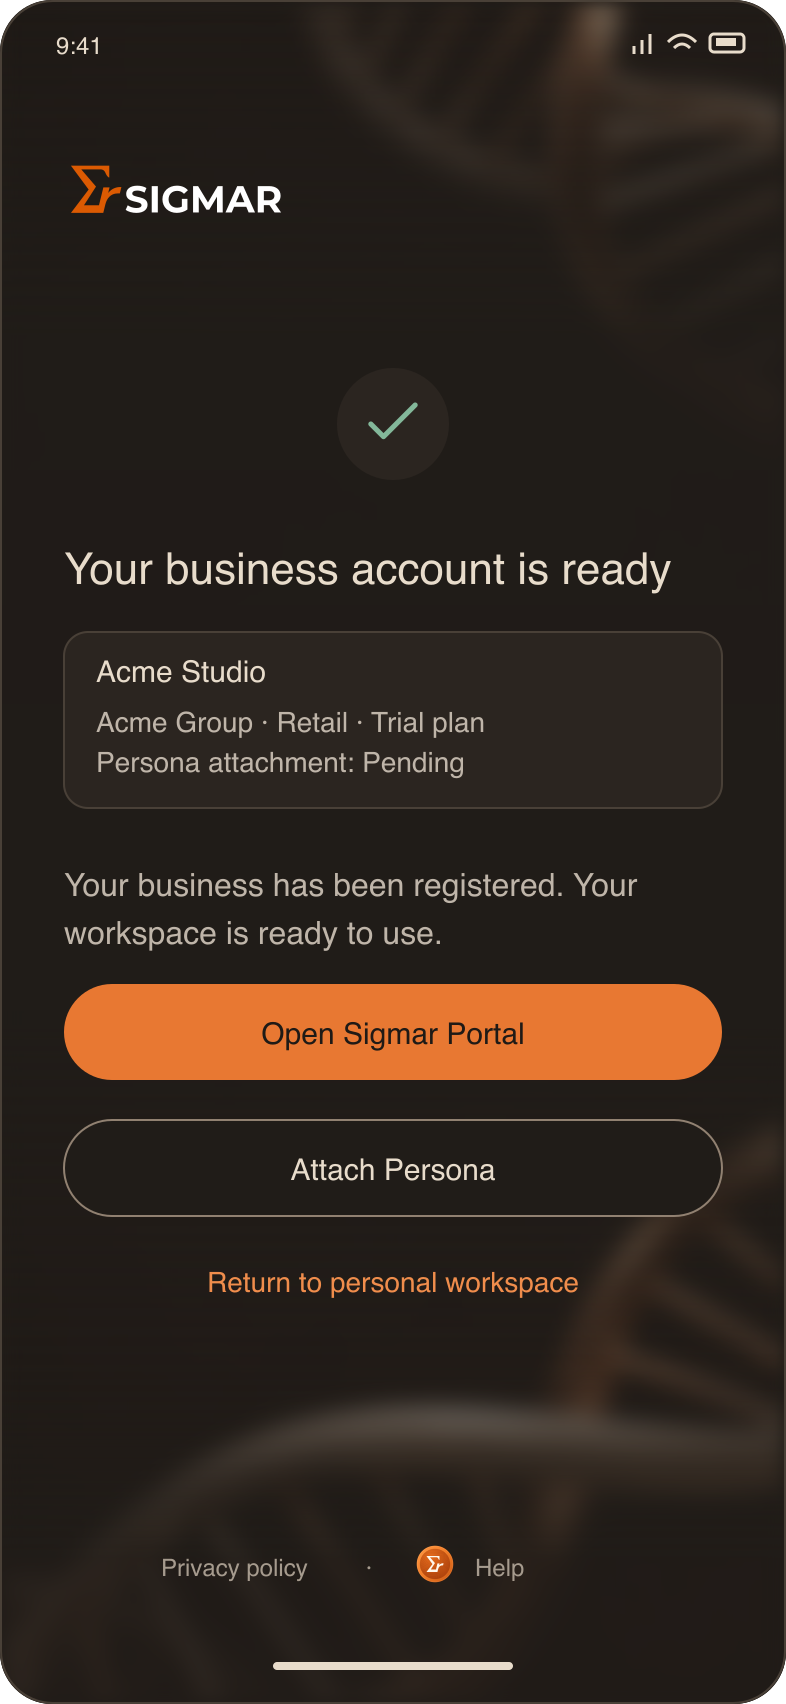 9:41
Σr SIGMAR
Your business account is ready
Acme Studio
Acme Group · Retail · Trial plan
Persona attachment: Pending
Your business has been registered. Your
workspace is ready to use.
Open Sigmar Portal
Attach Persona
Return to personal workspace
Privacy policy · Σr Help